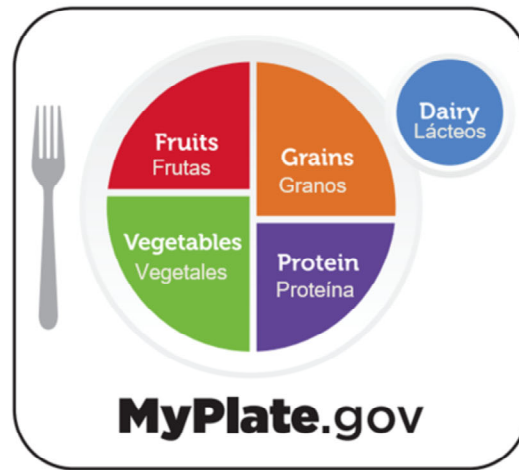 Fruits
Frutas
Grains
Granos
Dairy
Lácteos
Vegetables
Vegetales
Protein
Proteína
MyPlate.gov